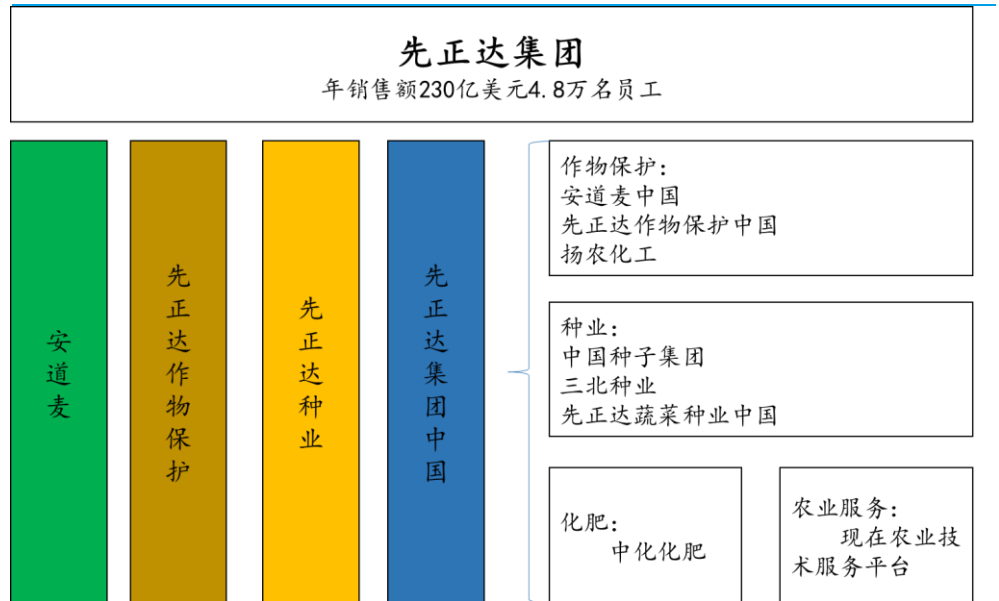 先正达集团
年销售额230亿美元4.8万名员工
安道麦
先正达作物保护
先正达种业
先正达集团中国
作物保护：
安道麦中国
先正达作物保护中国
扬农化工
种业：
中国种子集团
三北种业
先正达蔬菜种业中国
化肥：
中化化肥
农业服务：
现在农业技
术服务平台